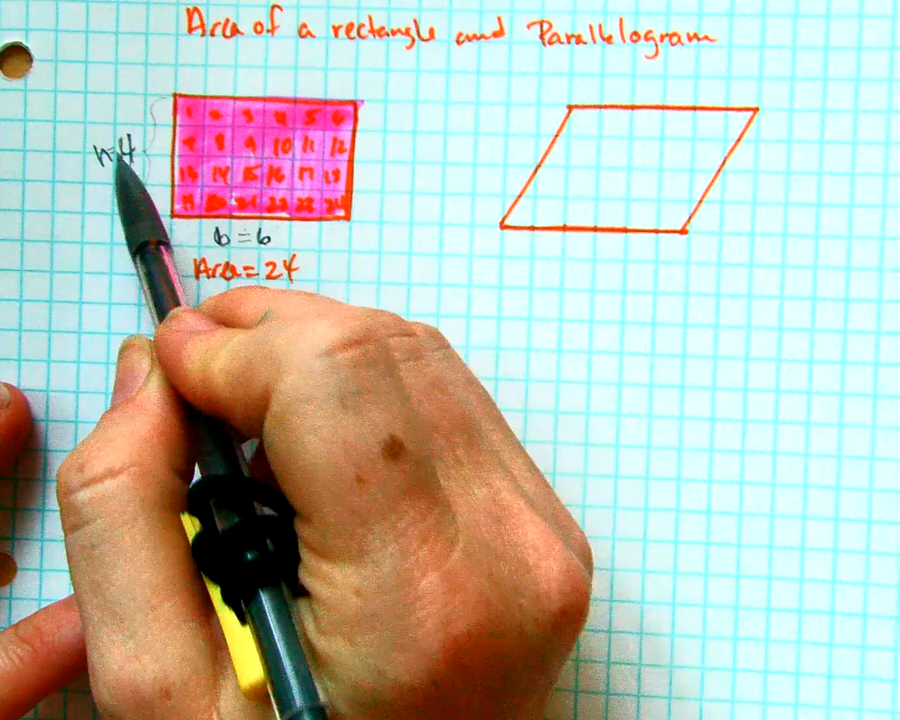 Area of a rectangle and Parallelogram
1 2 3 4 5 6
7 8 9 10 11 12
13 14 15 16 17 18
19 20 21 22 23 24
h=4
b=6
Area=24